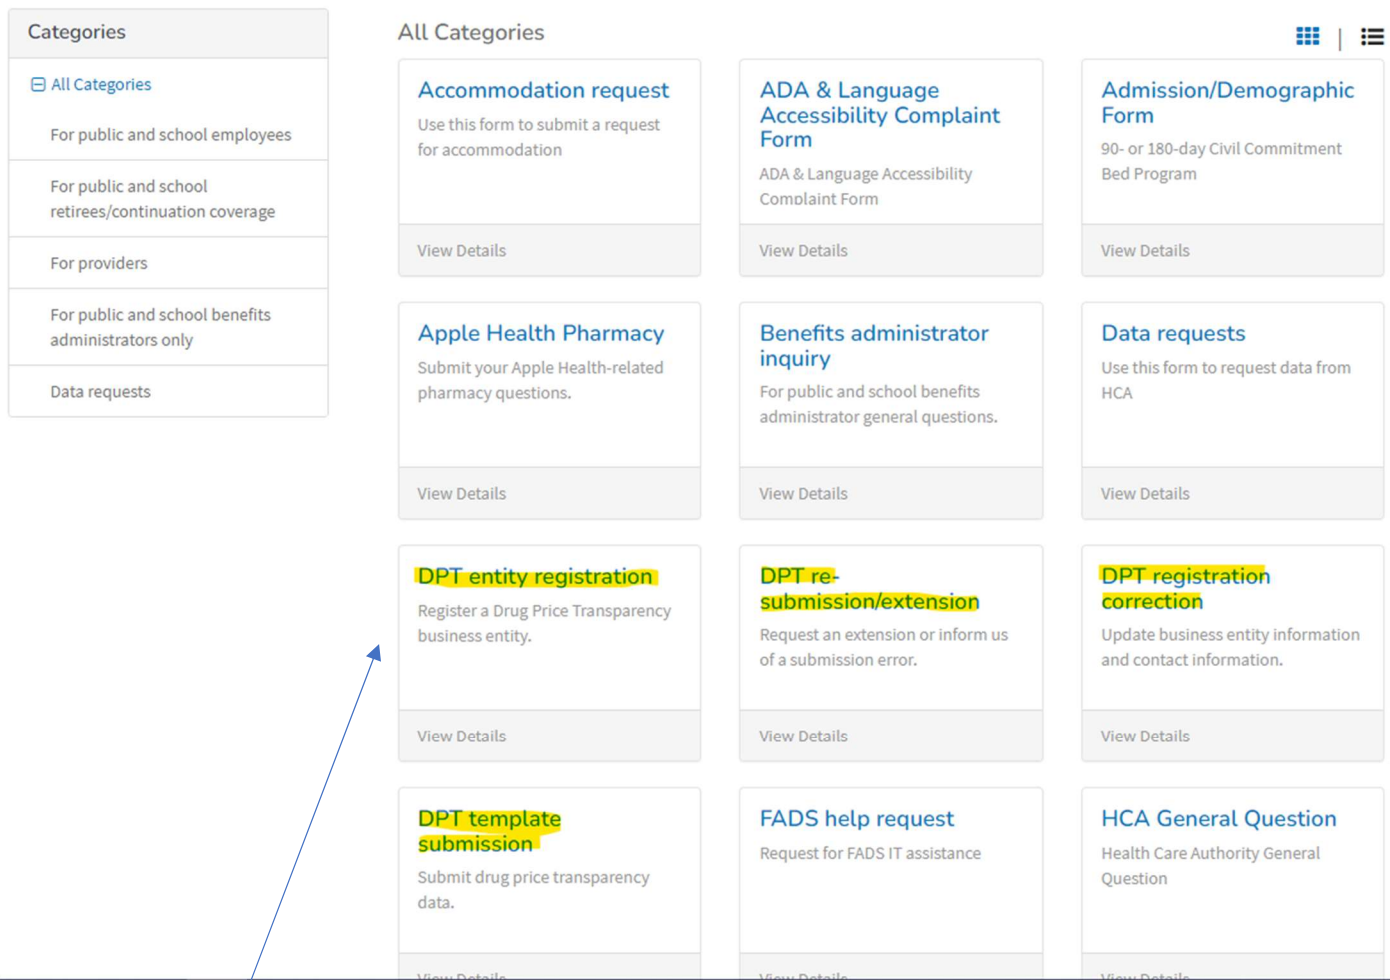 Categories
All Categories
For public and school employees
For public and school
retirees/continuation coverage
For providers
For public and school benefits
administrators only
Data requests
All Categories
Accommodation request
Use this form to submit a request
for accommodation
View Details
ADA & Language
Accessibility Complaint
Form
ADA & Language Accessibility
Complaint Form
View Details
Admission/Demographic
Form
90- or 180-day Civil Commitment
Bed Program
View Details
Apple Health Pharmacy
Submit your Apple Health-related
pharmacy questions.
View Details
Benefits administrator
inquiry
For public and school benefits
administrator general questions.
View Details
Data requests
Use this form to request data from
HCA
View Details
DPT entity registration
Register a Drug Price Transparency
business entity.
View Details
DPT re-
submission/extension
Request an extension or inform us
of a submission error.
View Details
DPT registration
correction
Update business entity information
and contact information.
View Details
DPT template
submission
Submit drug price transparency
data.
View Details
FADS help request
Request for FADS IT assistance
View Details
HCA General Question
Health Care Authority General
Question
View Details